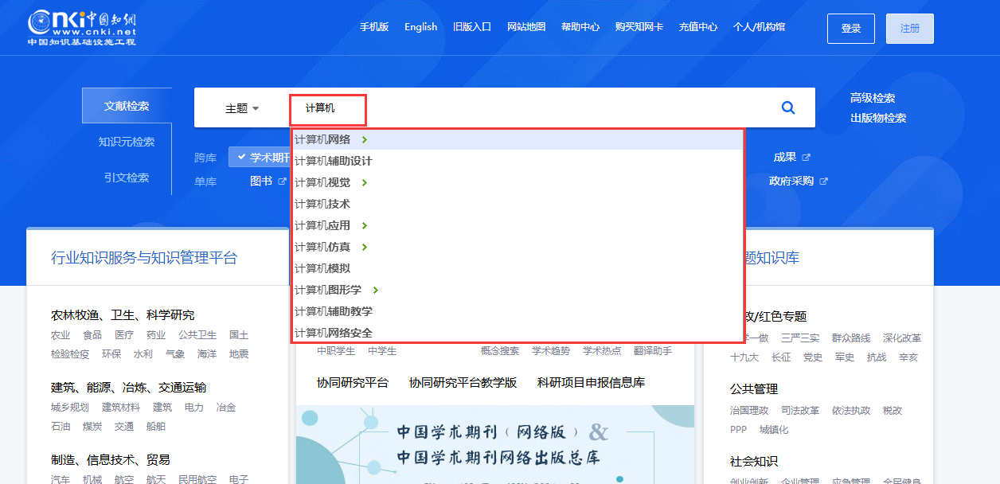 Cnki中国知网
www.cnki.net
中国知识基础设施工程
手机版 English 旧版入口 网站地图 帮助中心 购买知网卡 充值中心 个人/机构馆 登录 注册
文献检索
知识元检索
引文检索
主题 计算机
高级检索
出版物检索
跨库 学术期刊 成果
单库 图书 政府采购
计算机网络
计算机辅助设计
计算机视觉
计算机技术
计算机应用
计算机仿真
计算机模拟
计算机图形学
计算机辅助教学
计算机网络安全
行业知识服务与知识管理平台
农林牧渔、卫生、科学研究
农业 食品 医疗 药业 公共卫生 国土
检验检疫 环保 水利 气象 海洋 地震
建筑、能源、冶炼、交通运输
城乡规划 建筑材料 建筑 电力 冶金
石油 煤炭 交通 船舶
制造、信息技术、贸易
汽车 机械 航空 航天 民用航空 电子
中职学生 中学生 概念搜索 学术趋势 学术热点 翻译助手
协同研究平台 协同研究平台教学版 科研项目申报信息库
中国学术期刊（网络版）&
中国学术期刊网络出版总库
题知识库
政/红色专题
学一做 三严三实 群众路线 深化改革
十九大 长征 党史 军史 抗战 辛亥
公共管理
治国理政 司法改革 依法执政 税改
PPP 城镇化
社会知识
创业创新 企业管理 应急管理 全民健身